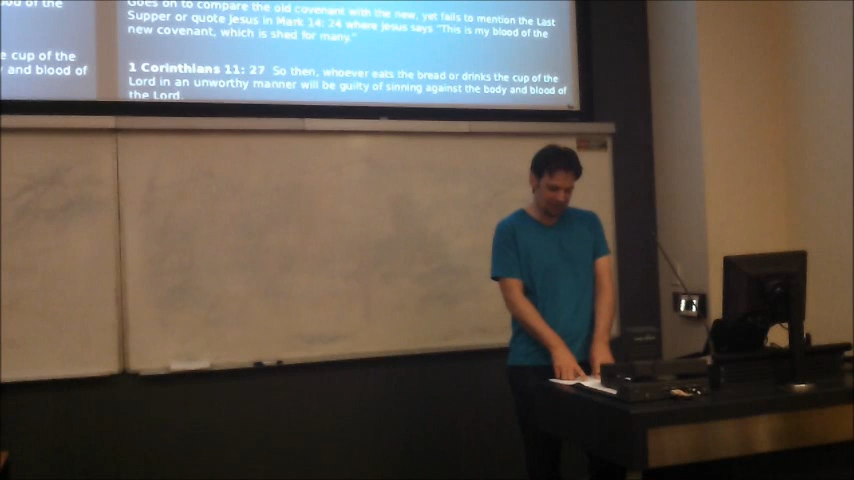 ood of the
e cup of the
and blood of
Goes on to compare the old covenant with the new, yet fails to mention the Last
Supper or quote Jesus in Mark 14: 24 where Jesus says "This is my blood of the
new covenant, which is shed for many."
1 Corinthians 11: 27 So then, whoever eats the bread or drinks the cup of the
Lord in an unworthy manner will be guilty of sinning against the body and blood of
the Lord.